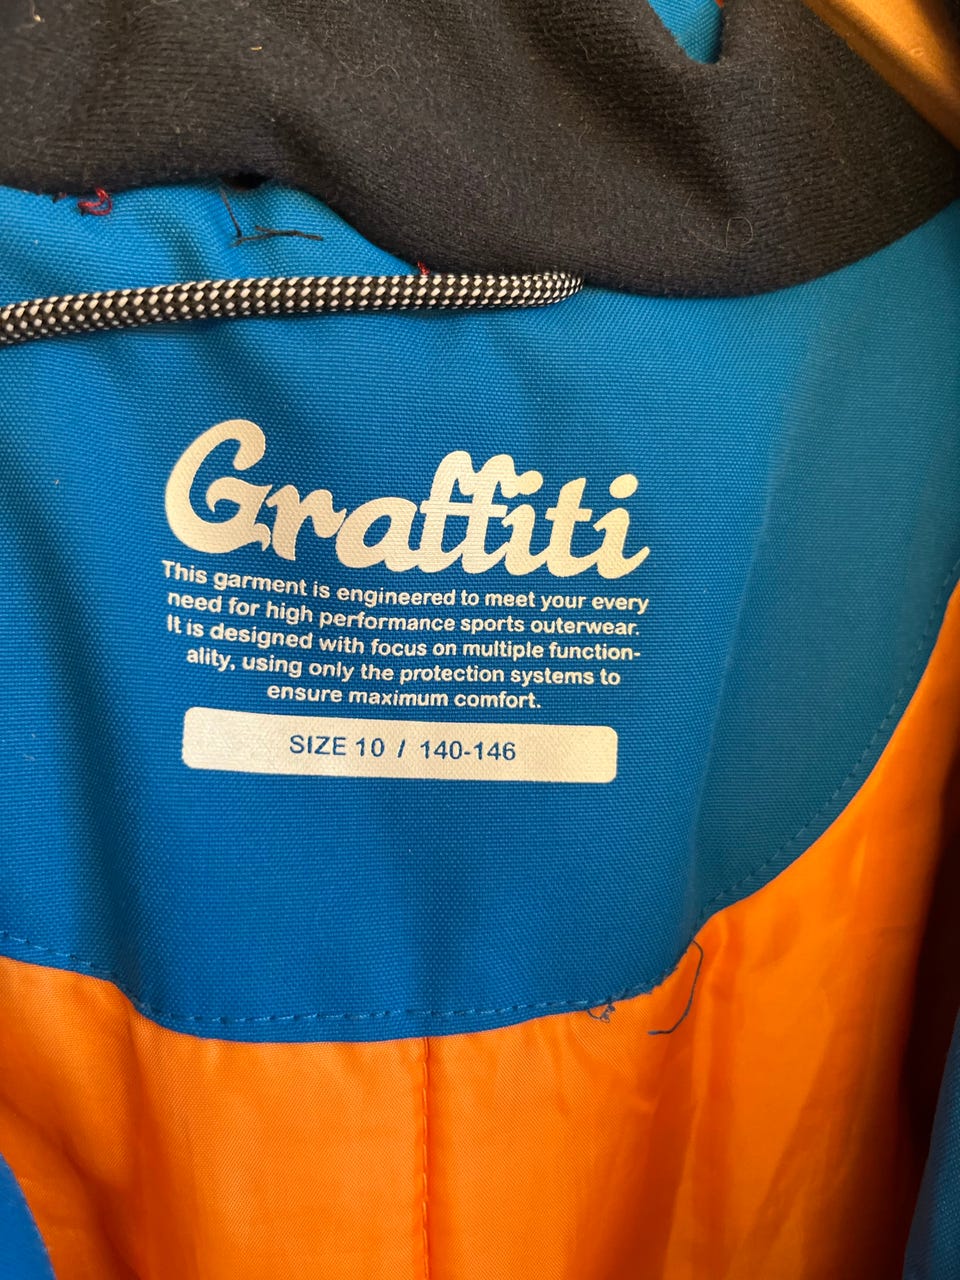 Graffiti
This garment is engineered to meet your every
need for high performance sports outerwear.
It is designed with focus on multiple function-
ality, using only the protection systems to
ensure maximum comfort.
SIZE 10 / 140-146